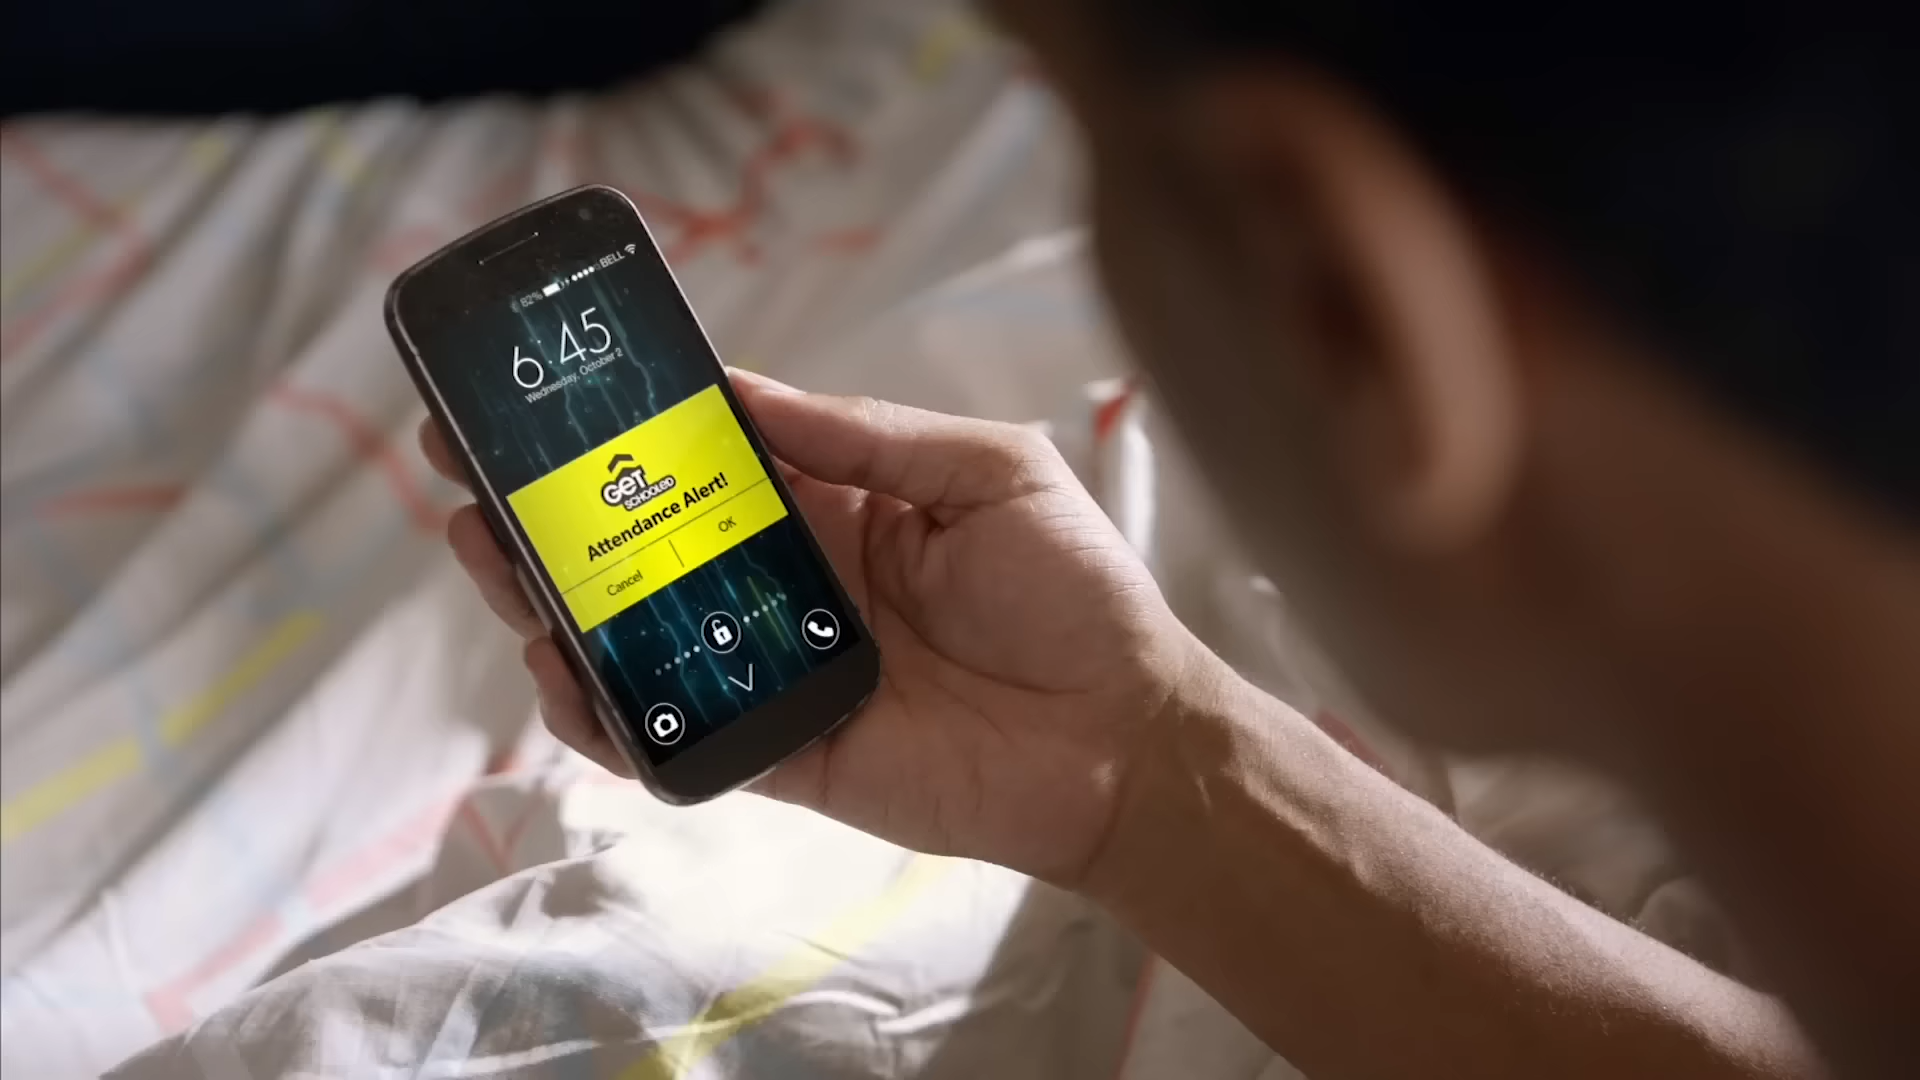 82% BELL
6:45
Wednesday, October 2
GET
SCHOOLED
Attendance Alert!
Cancel OK